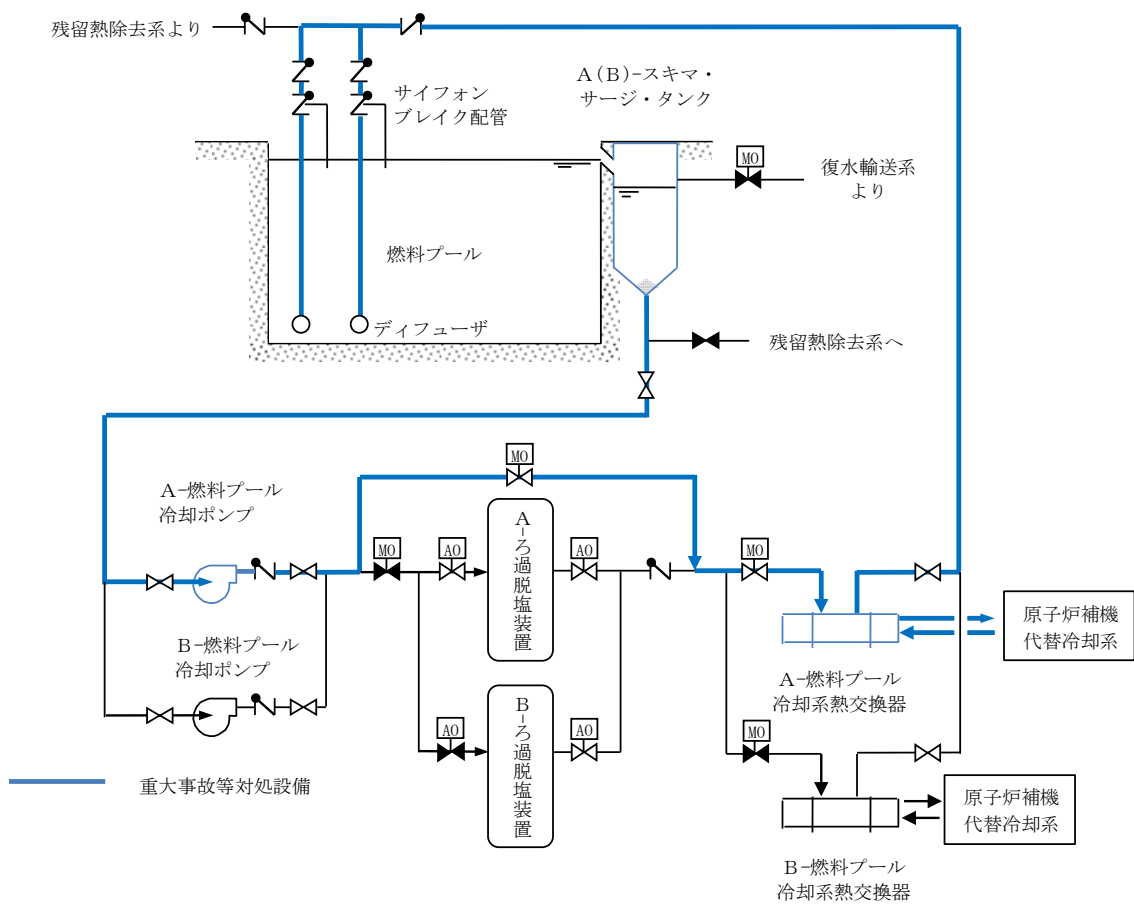 残留熱除去系より
A(B)-スキマ・
サージ・タンク
サイフォン
ブレイク配管
MO
復水輸送系
より
燃料プール
ディフューザ
残留熱除去系へ
MO
A-燃料プール
冷却ポンプ
MO
AO
A-ろ過脱塩装置
AO
MO
原子炉補機
代替冷却系
B-燃料プール
冷却ポンプ
A-燃料プール
冷却系熱交換器
AO
B-ろ過脱塩装置
AO
MO
重大事故等対処設備
原子炉補機
代替冷却系
B-燃料プール
冷却系熱交換器